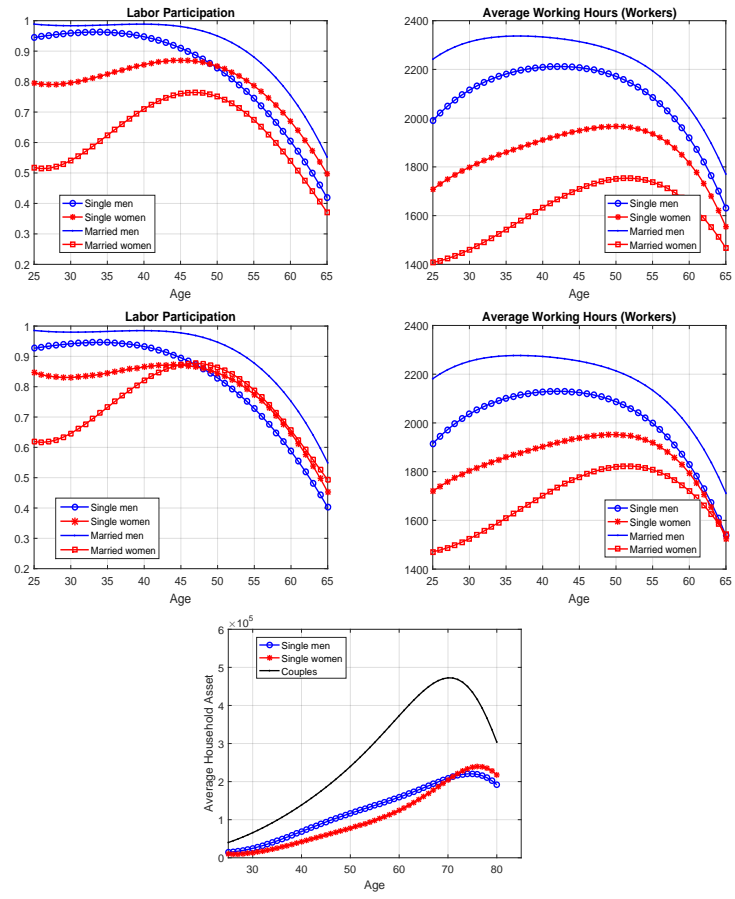 Labor Participation
1
0.9
0.8
0.7
0.6
0.5
0.4
0.3
0.2
25 30 35 40 45 50 55 60 65
Age
Single men
Single women
Married men
Married women
Average Working Hours (Workers)
2400
2200
2000
1800
1600
1400
25 30 35 40 45 50 55 60 65
Age
Single men
Single women
Married men
Married women
Labor Participation
1
0.9
0.8
0.7
0.6
0.5
0.4
0.3
0.2
25 30 35 40 45 50 55 60 65
Age
Single men
Single women
Married men
Married women
Average Working Hours (Workers)
2400
2200
2000
1800
1600
1400
25 30 35 40 45 50 55 60 65
Age
Single men
Single women
Married men
Married women
×10⁵
6
5
4
3
2
1
0
Average Household Asset
30 40 50 60 70 80
Age
Single men
Single women
Couples